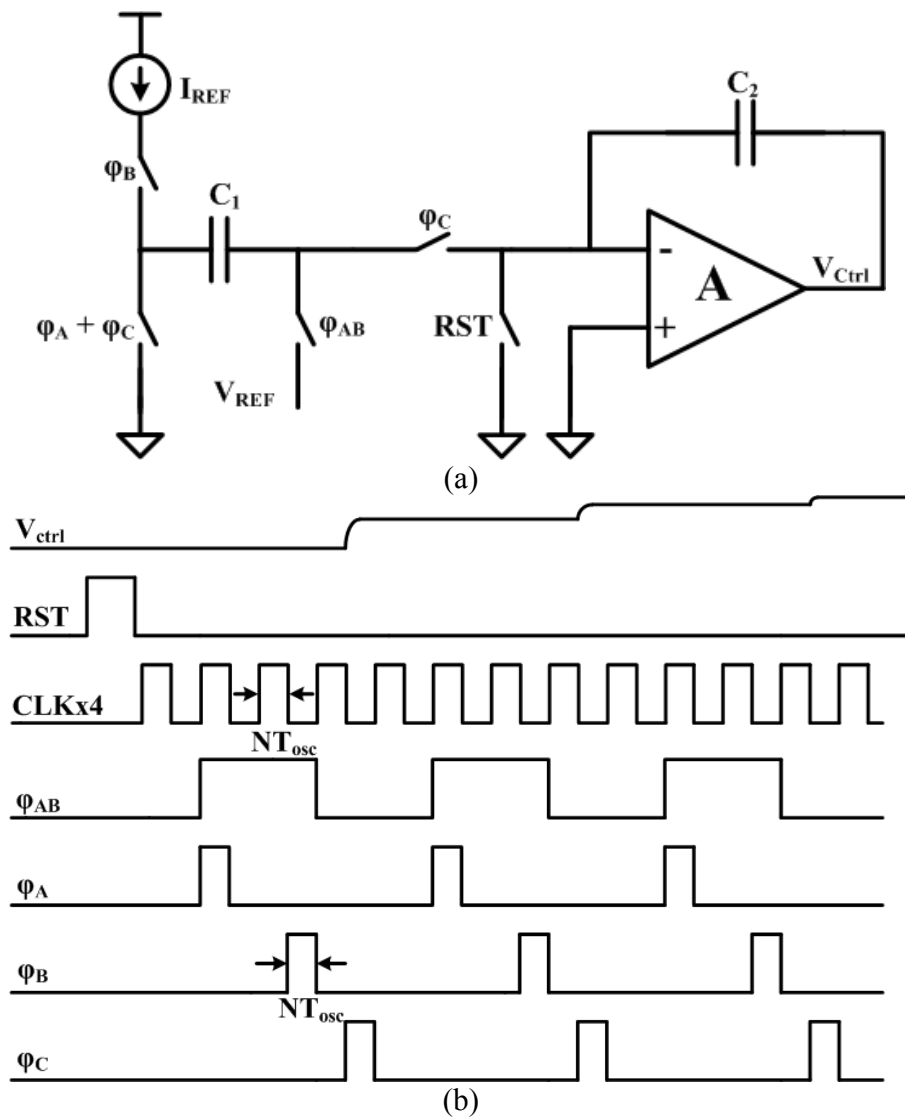 I_REF
φ_B
C_1
C_2
φ_C
-
A
V_Ctrl
φ_A + φ_C
φ_AB
RST
+
V_REF
(a)
V_ctrl
RST
CLKx4
NT_osc
φ_AB
φ_A
φ_B
NT_osc
φ_C
(b)